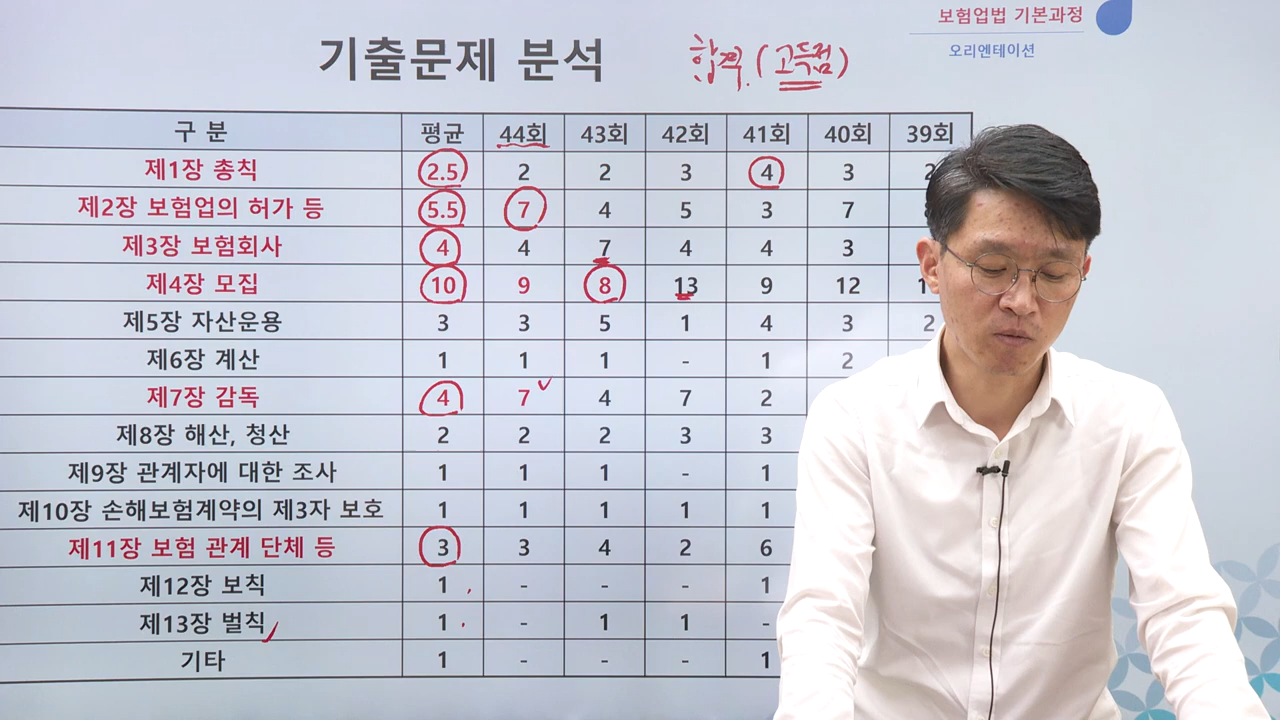 보험업법 기본과정
오리엔테이션
기출문제 분석 합격. (고득점)
구 분 평균 44회 43회 42회 41회 40회 39회
제1장 총칙 2.5 2 2 3 4 3 2
제2장 보험업의 허가 등 5.5 7 4 5 3 7
제3장 보험회사 4 4 7 4 4 3
제4장 모집 10 9 8 13 9 12 1
제5장 자산운용 3 3 5 1 4 3 2
제6장 계산 1 1 1 - 1 2
제7장 감독 4 7 4 7 2
제8장 해산, 청산 2 2 2 3 3
제9장 관계자에 대한 조사 1 1 1 - 1
제10장 손해보험계약의 제3자 보호 1 1 1 1 1
제11장 보험 관계 단체 등 3 3 4 2 6
제12장 보칙 1 - - - 1
제13장 벌칙 1 - 1 1 -
기타 1 - - - 1